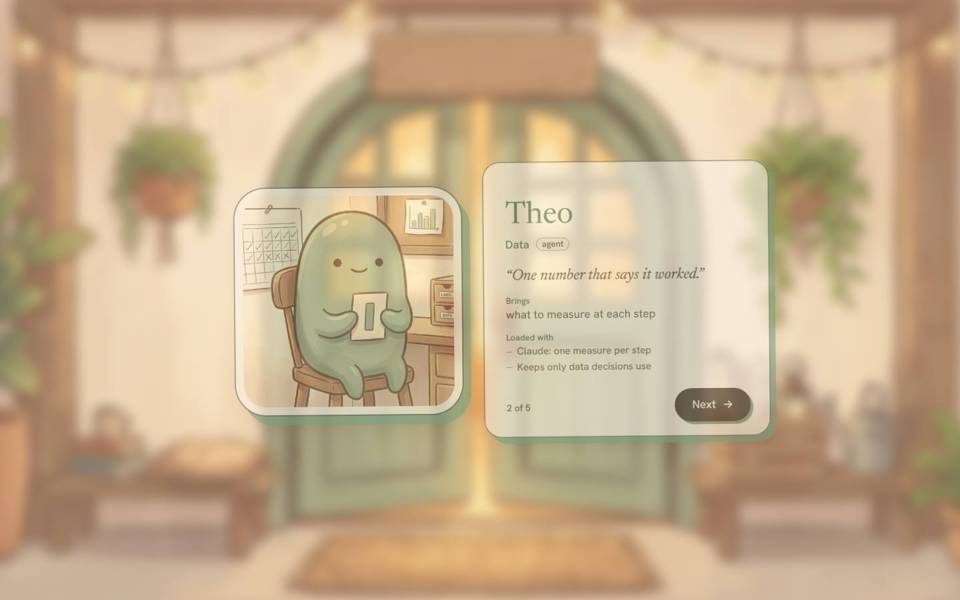 Theo
Data agent
“One number that says it worked.”
Brings
what to measure at each step
Loaded with
– Claude: one measure per step
– Keeps only data decisions use
2 of 5
Next →